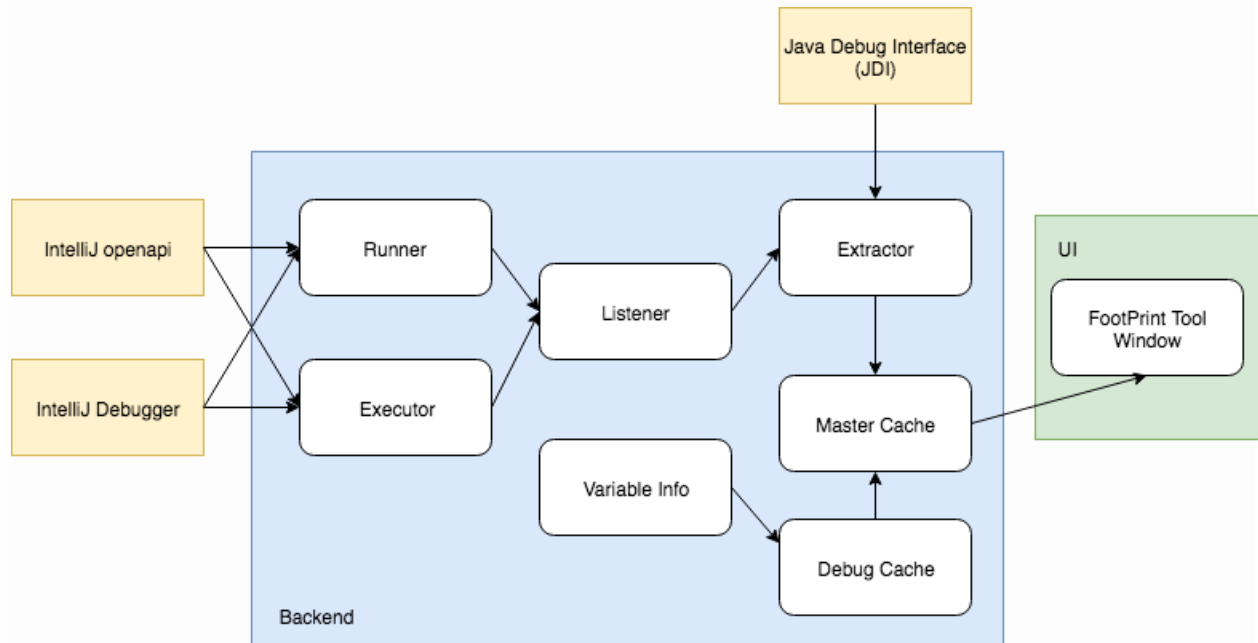 Java Debug Interface
(JDI)
IntelliJ openapi
Runner
Extractor
UI
Listener
FootPrint Tool
Window
IntelliJ Debugger
Executor
Master Cache
Variable Info
Debug Cache
Backend